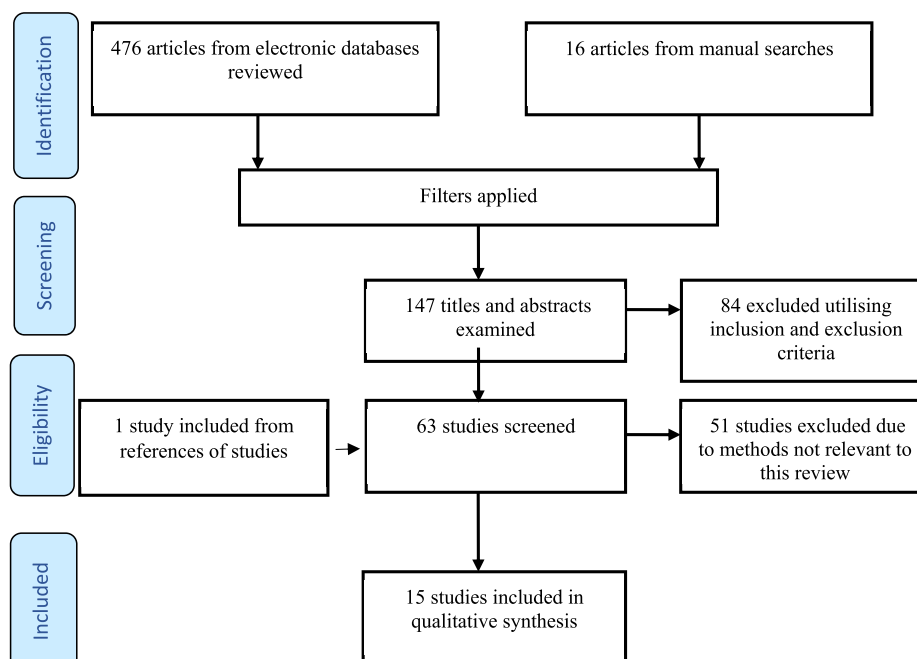 Identification
476 articles from electronic databases
reviewed
16 articles from manual searches
Filters applied
Screening
147 titles and abstracts
examined
84 excluded utilising
inclusion and exclusion
criteria
Eligibility
1 study included from
references of studies
63 studies screened
51 studies excluded due
to methods not relevant to
this review
Included
15 studies included in
qualitative synthesis